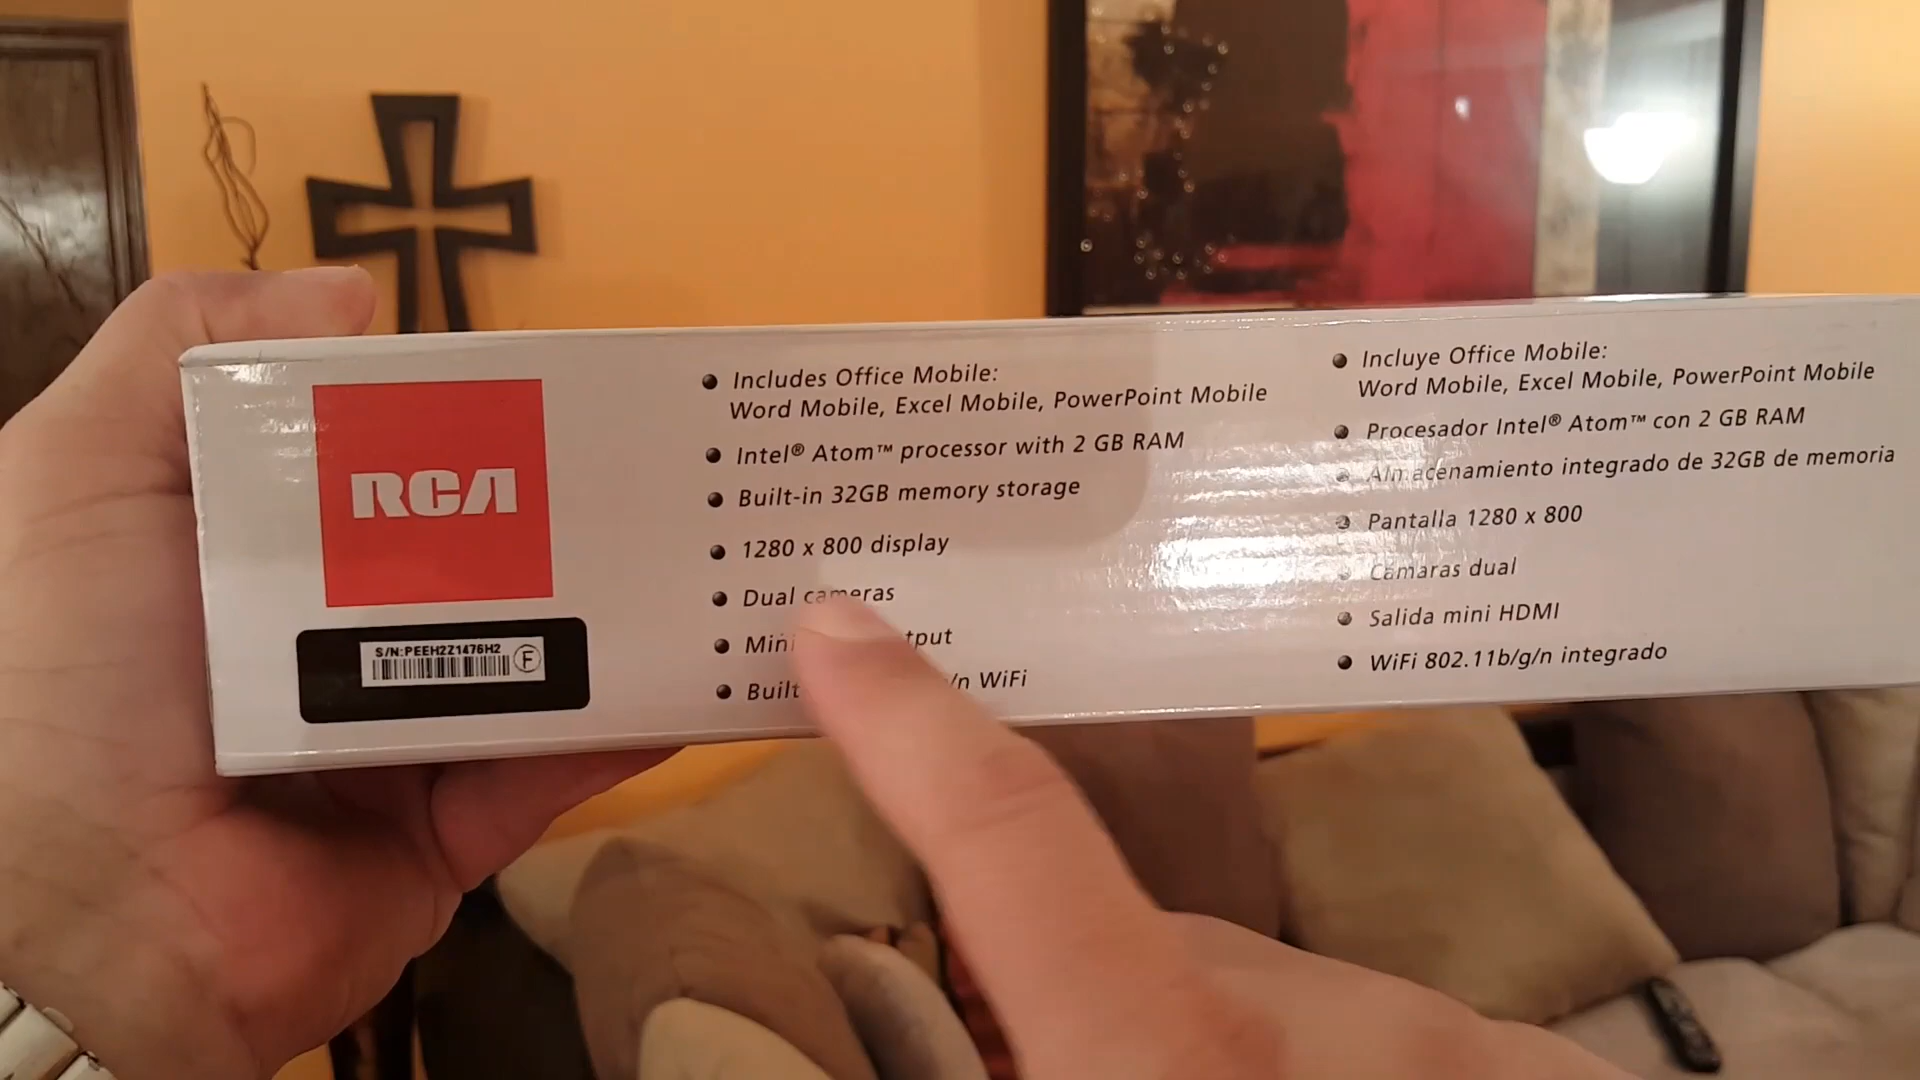 RCA
S/N:PEEH2Z1476H2
F
Includes Office Mobile:
Word Mobile, Excel Mobile, PowerPoint Mobile
Intel® Atom™ processor with 2 GB RAM
Built-in 32GB memory storage
1280 x 800 display
Dual cameras
Mini
Built /n WiFi
Incluye Office Mobile:
Word Mobile, Excel Mobile, PowerPoint Mobile
Procesador Intel® Atom™ con 2 GB RAM
Almacenamiento integrado de 32GB de memoria
Pantalla 1280 x 800
Cámaras dual
Salida mini HDMI
WiFi 802.11b/g/n integrado